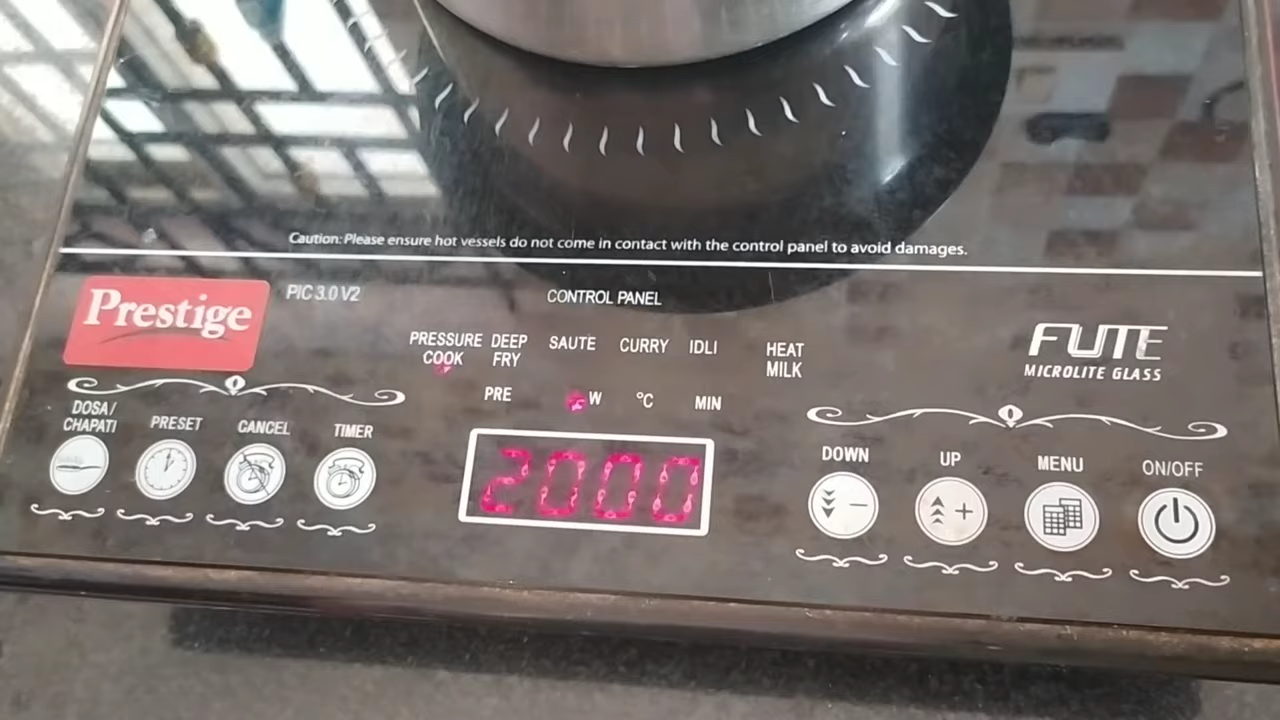 Caution: Please ensure hot vessels do not come in contact with the control panel to avoid damages.
Prestige
PIC 3.0 V2
CONTROL PANEL
PRESSURE COOK
DEEP FRY
SAUTE
CURRY
IDLI
HEAT MILK
FUTE
MICROLITE GLASS
PRE
W
°C
MIN
DOSA/
CHAPATI
PRESET
CANCEL
TIMER
2000
DOWN
UP
MENU
ON/OFF